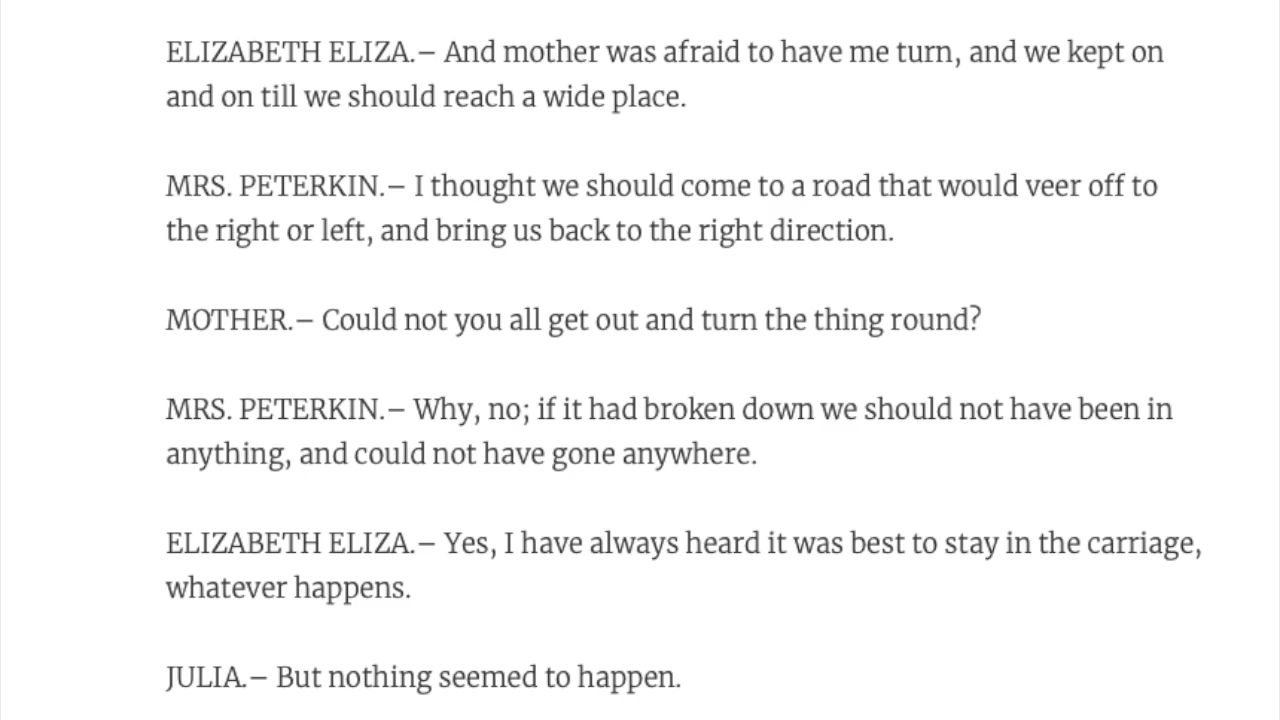 ELIZABETH ELIZA.– And mother was afraid to have me turn, and we kept on
and on till we should reach a wide place.
MRS. PETERKIN.– I thought we should come to a road that would veer off to
the right or left, and bring us back to the right direction.
MOTHER.– Could not you all get out and turn the thing round?
MRS. PETERKIN.– Why, no; if it had broken down we should not have been in
anything, and could not have gone anywhere.
ELIZABETH ELIZA.– Yes, I have always heard it was best to stay in the carriage,
whatever happens.
JULIA.– But nothing seemed to happen.